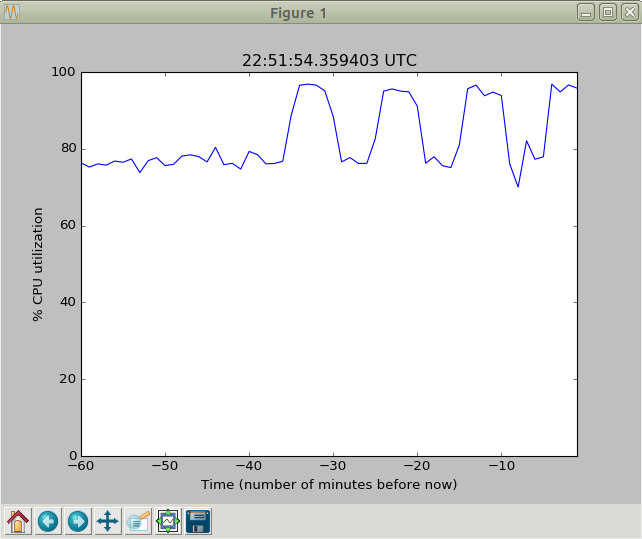 Figure 1
22:51:54.359403 UTC
100
80
60
40
20
0
% CPU utilization
−60 −50 −40 −30 −20 −10
Time (number of minutes before now)